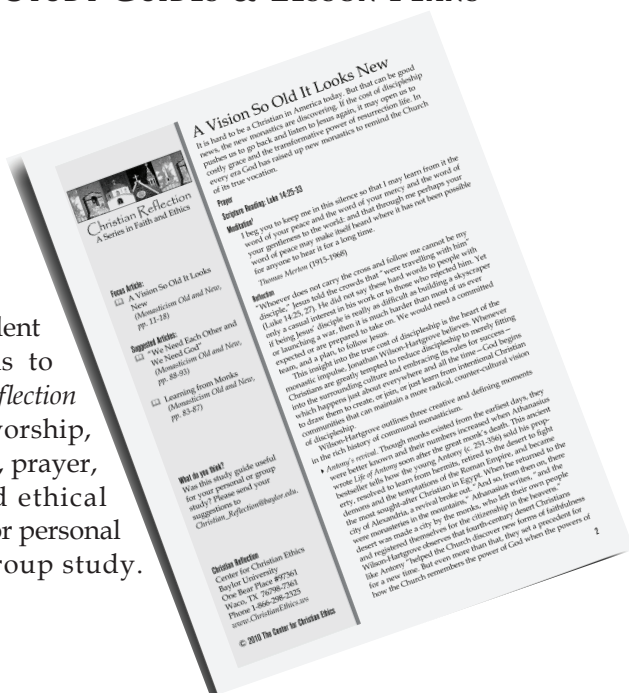 STUDY GUIDES & LESSON PLANS
lent
s to
flection
vorship,
, prayer,
d ethical
or personal
roup study.
Christian Reflection
A Series in Faith and Ethics
Focus Article:
A Vision So Old It Looks
New
(Monasticism Old and New,
pp. 11-18)
Suggested Articles:
"We Need Each Other and
We Need God"
(Monasticism Old and New,
pp. 88-93)
Learning from Monks
(Monasticism Old and New,
pp. 83-87)
What do you think?
Was this study guide useful
for your personal or group
study? Please send your
suggestions to
Christian_Reflection@baylor.edu.
Christian Reflection
Center for Christian Ethics
Baylor University
One Bear Place #97361
Waco, TX 76798-7361
Phone 1-866-298-2325
www.ChristianEthics.ws
© 2010 The Center for Christian Ethics
A Vision So Old It Looks New
It is hard to be a Christian in America today. But that can be good
news, the new monastics are discovering. If the cost of discipleship
pushes us to go back and listen to Jesus again, it may open us to
costly grace and the transformative power of resurrection life. In
every era God has raised up new monastics to remind the Church
of its true vocation.
Prayer
Scripture Reading: Luke 14:25-33
Meditation†
I beg you to keep me in this silence so that I may learn from it the
word of your peace and the word of your mercy and the word of
your gentleness to the world: and that through me perhaps your
word of peace may make itself heard where it has not been possible
for anyone to hear it for a long time.
Thomas Merton (1915-1968)
Reflection
"Whoever does not carry the cross and follow me cannot be my
disciple," Jesus told the crowds that "were travelling with him"
(Luke 14:25, 27). He did not say these hard words to people with
only a casual interest in his work or to those who rejected him. Yet
if being Jesus' disciple is really as difficult as building a skyscraper
or launching a war, then it is much harder than most of us ever
expected or are prepared to take on. We would need a committed
team, and a plan, to follow Jesus.
"This insight into the true cost of discipleship is the heart of the
monastic impulse, Jonathan Wilson-Hartgrove believes. Whenever
Christians are greatly tempted to reduce discipleship to merely fitting
into the surrounding culture and embracing its rules for success—
which happens just about everywhere and all the time—God begins
to draw them to create, or join, or just learn from intentional Christian
communities that can maintain a more radical, counter-cultural vision
of discipleship.
Wilson-Hartgrove outlines three creative and defining moments
in the rich history of communal monasticism.
Antony's revival. Though monks existed from the earliest days, they
were better known and their numbers increased when Athanasius
wrote Life of Antony soon after the great monk's death. This ancient
bestseller tells how the young Antony (c. 251-356) sold his prop-
erty, resolved to learn from hermits, retired to the desert to fight
demons and the temptations of the Roman Empire, and became
the most sought-after Christian in Egypt. When he returned to the
city of Alexandria, a revival broke out. "And so, from then on, there
were monasteries in the mountains," Athanasius writes, "and the
desert was made a city by the monks, who left their own people
and registered themselves for the citizenship in the heavens."
Wilson-Hartgrove observes that fourth-century desert Christians
like Antony "helped the Church discover new forms of faithfulness
for a new time. But even more than that, they set a precedent for
how the Church remembers the power of God when the powers of
2